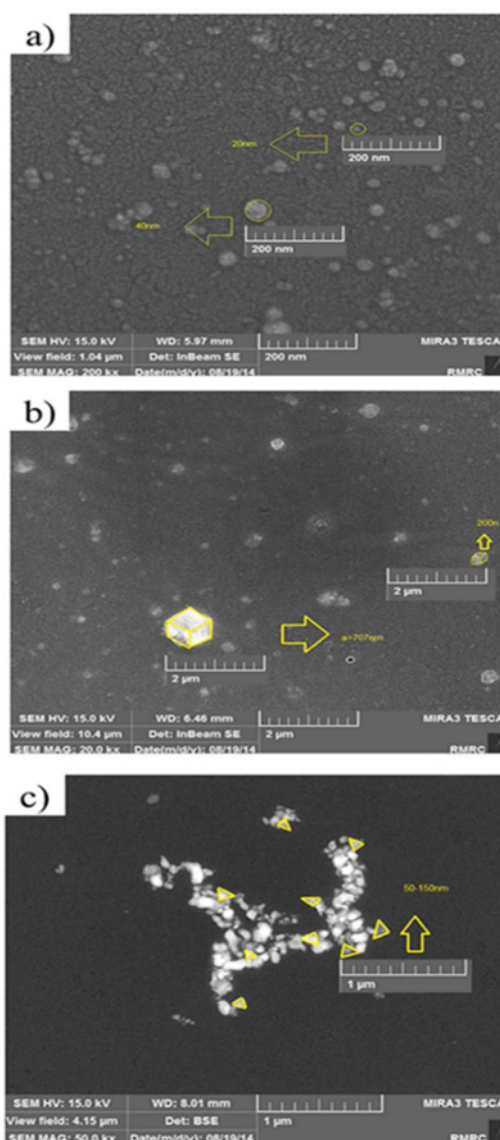 a)
20nm
200 nm
40nm
200 nm
SEM HV: 15.0 kV WD: 5.97 mm MIRA3 TESCA
View field: 1.04 µm Det: InBeam SE 200 nm
SEM MAG: 200 kx Date(m/d/y): 08/19/14 RMRC
b)
200n
2 µm
a=707nm
2 µm
SEM HV: 15.0 kV WD: 6.46 mm MIRA3 TESCA
View field: 10.4 µm Det: InBeam SE 2 µm
SEM MAG: 20.0 kx Date(m/d/y): 08/19/14 RMRC
c)
50-150nm
1 µm
SEM HV: 15.0 kV WD: 8.01 mm MIRA3 TESCA
View field: 4.15 µm Det: BSE 1 µm
SEM MAG: 50.0 kx Date(m/d/y): 08/19/14 RMRC